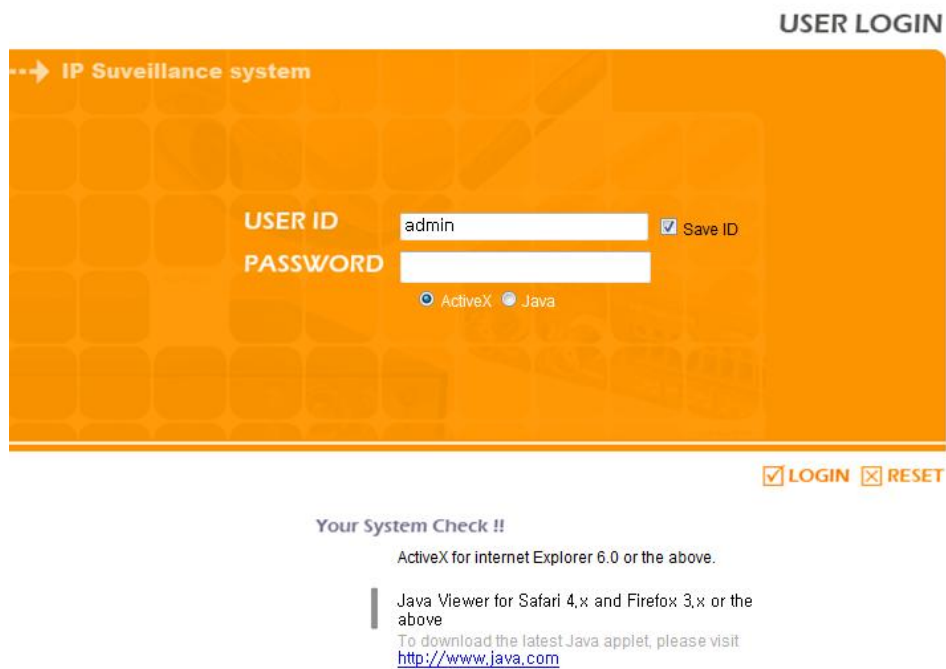 USER LOGIN
IP Suveillance system
USER ID admin Save ID
PASSWORD
ActiveX Java
LOGIN RESET
Your System Check !!
ActiveX for internet Explorer 6.0 or the above.
Java Viewer for Safari 4.x and Firefox 3.x or the
above
To download the latest Java applet, please visit
http://www.java.com